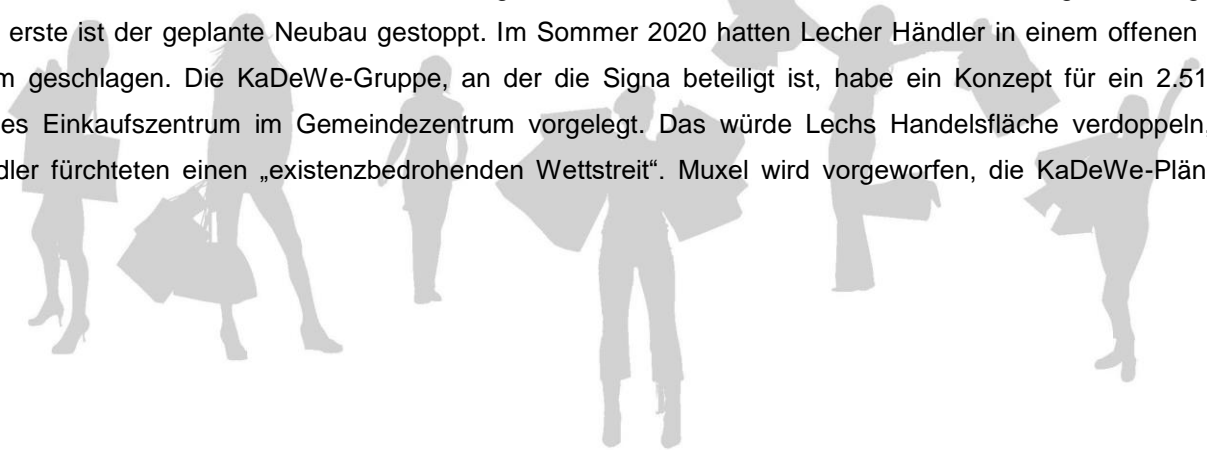 erste ist der geplante Neubau gestoppt. Im Sommer 2020 hatten Lecher Händler in einem offenen
geschlagen. Die KaDeWe-Gruppe, an der die Signa beteiligt ist, habe ein Konzept für ein 2.51
es Einkaufszentrum im Gemeindezentrum vorgelegt. Das würde Lechs Handelsfläche verdoppeln,
dler fürchteten einen „existenzbedrohenden Wettstreit“. Muxel wird vorgeworfen, die KaDeWe-Plän